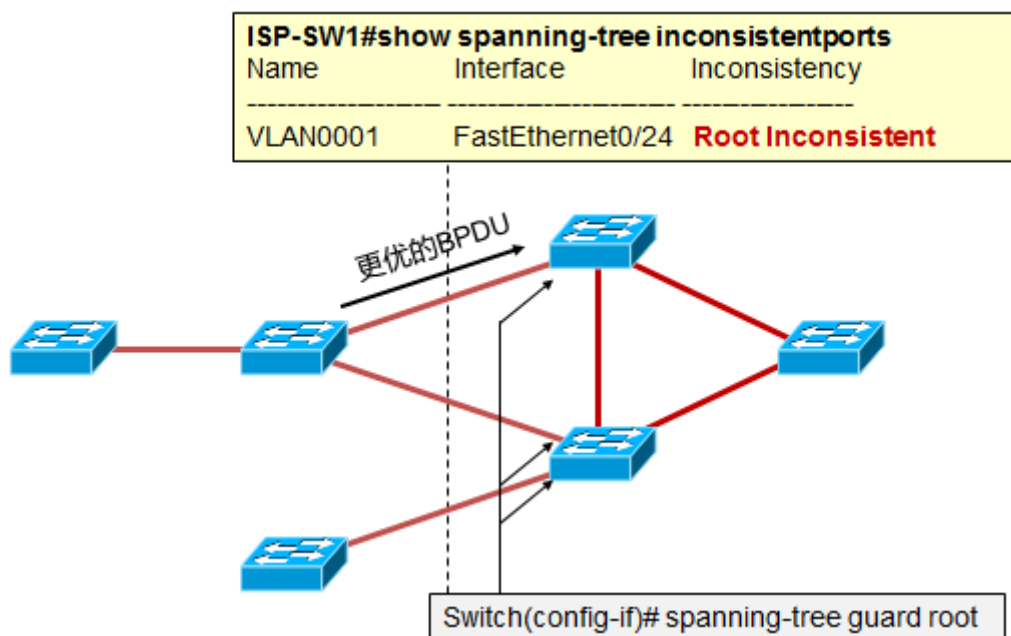 ISP-SW1#show spanning-tree inconsistentports
Name Interface Inconsistency
-------------------- ------------------------ ------------------
VLAN0001 FastEthernet0/24 Root Inconsistent
更优的BPDU
Switch(config-if)# spanning-tree guard root